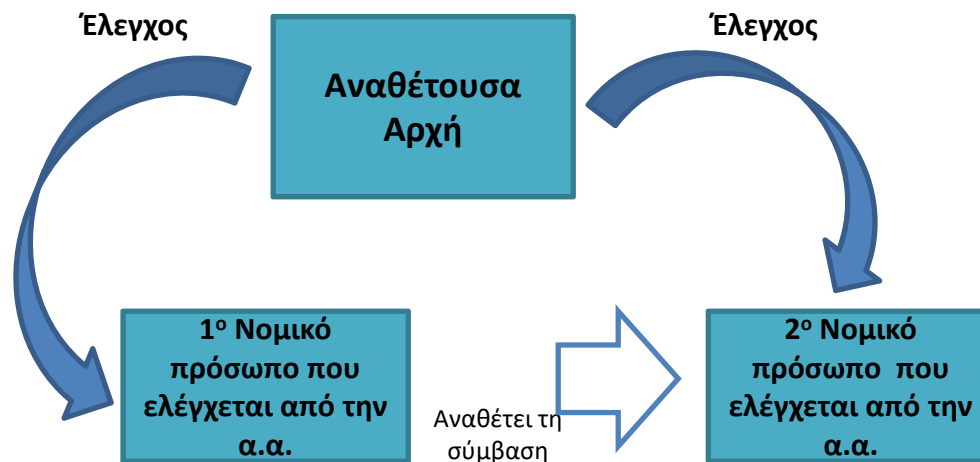 Έλεγχος
Έλεγχος
Αναθέτουσα
Αρχή
1ο Νομικό
πρόσωπο που
ελέγχεται από την
α.α.
Αναθέτει τη
σύμβαση
2ο Νομικό
πρόσωπο που
ελέγχεται από την
α.α.